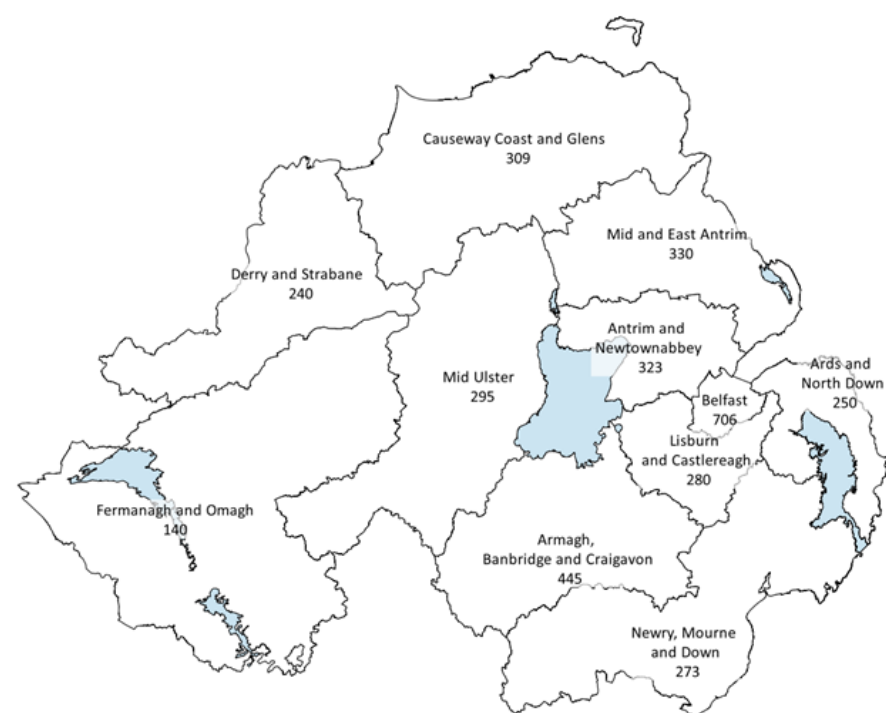 Causeway Coast and Glens
309
Mid and East Antrim
330
Derry and Strabane
240
Antrim and
Newtownabbey
323
Mid Ulster
295
Ards and
North Down
250
Belfast
706
Lisburn
and Castlereagh
280
Fermanagh and Omagh
140
Armagh,
Banbridge and Craigavon
445
Newry, Mourne
and Down
273